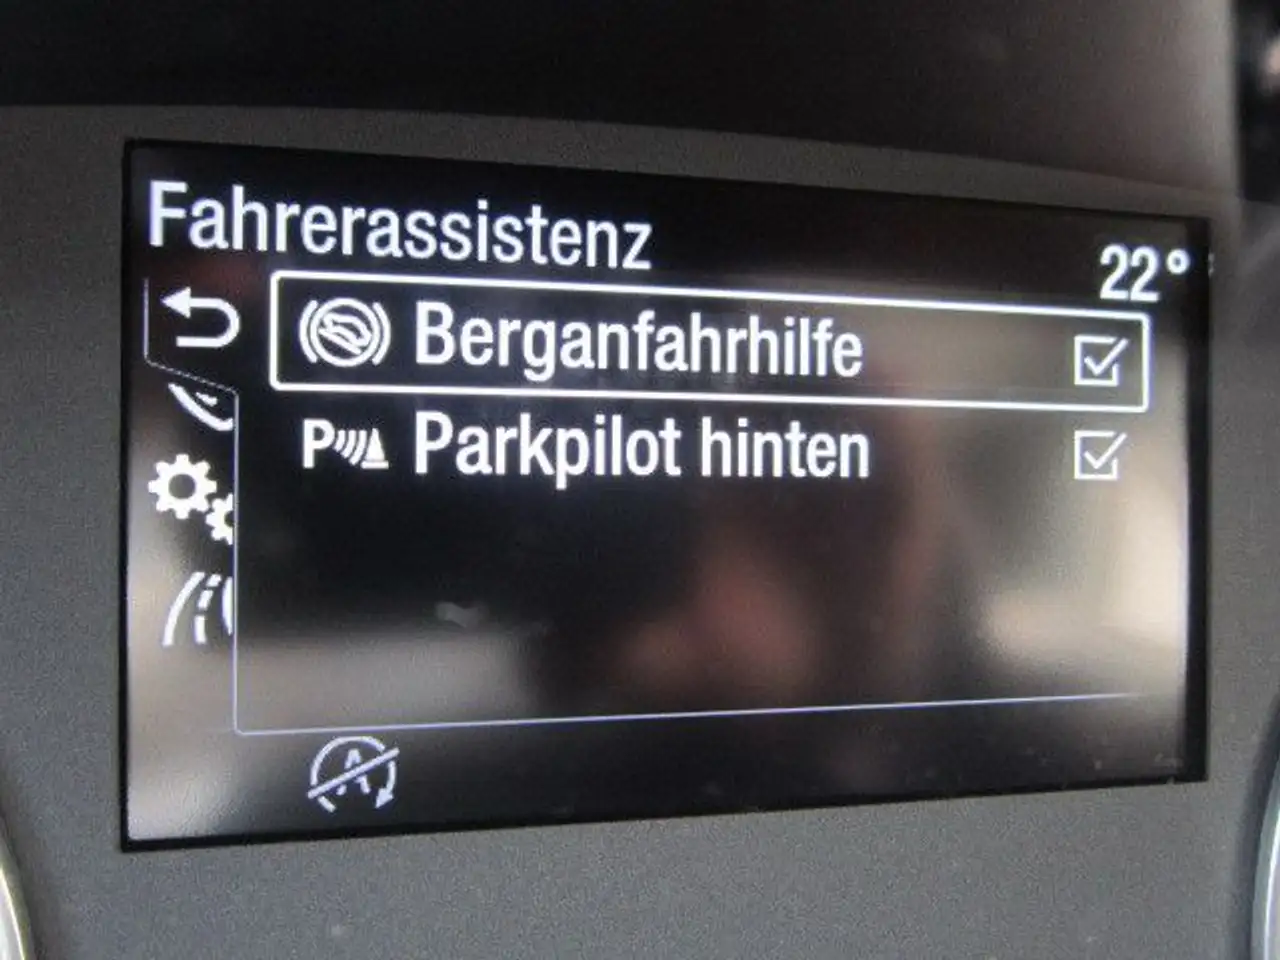 Fahrerassistenz
22°
Berganfahrhilfe
P Parkpilot hinten
A